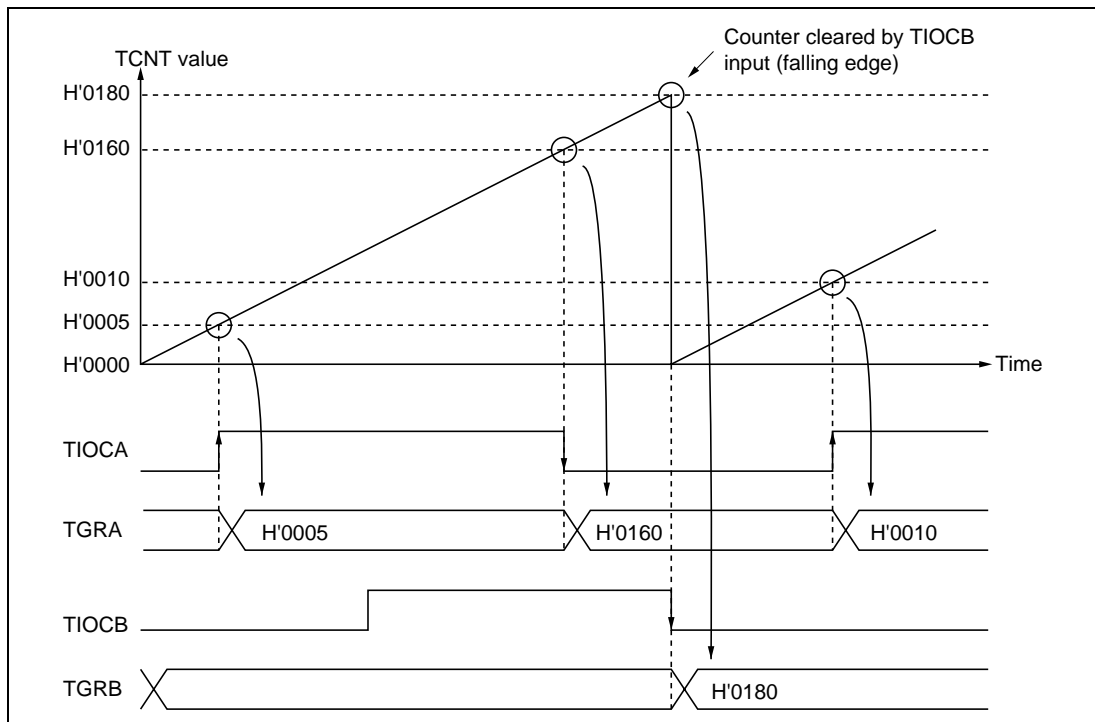 Counter cleared by TIOCB
input (falling edge)
TCNT value
H'0180
H'0160
H'0010
H'0005
H'0000
Time
TIOCA
TGRA
H'0005
H'0160
H'0010
TIOCB
TGRB
H'0180